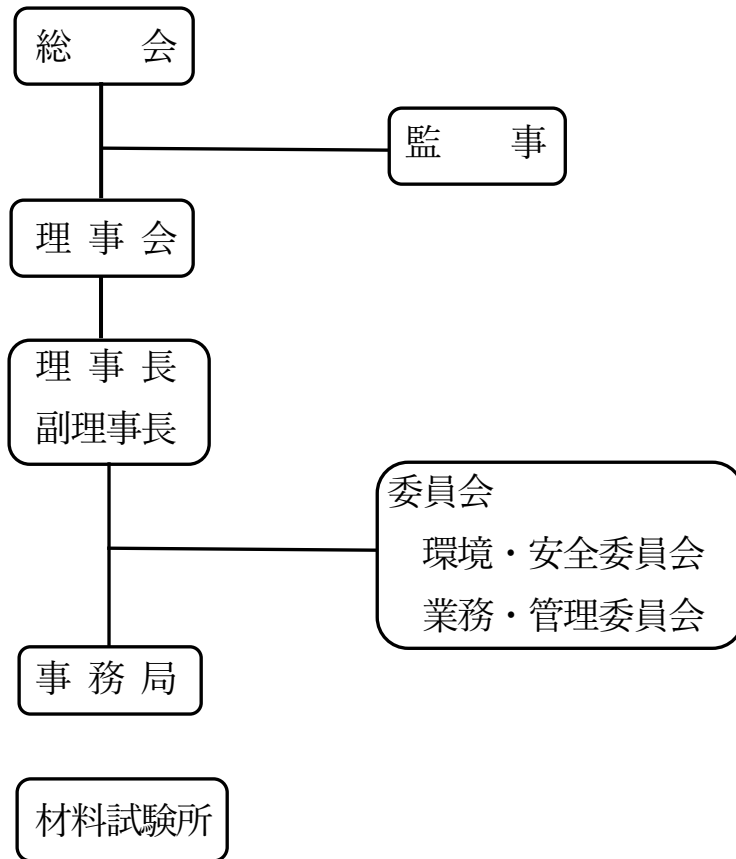 総　　会
監　　事
理 事 会
理 事 長
副理事長
委員会
環境・安全委員会
業務・管理委員会
事 務 局
材料試験所